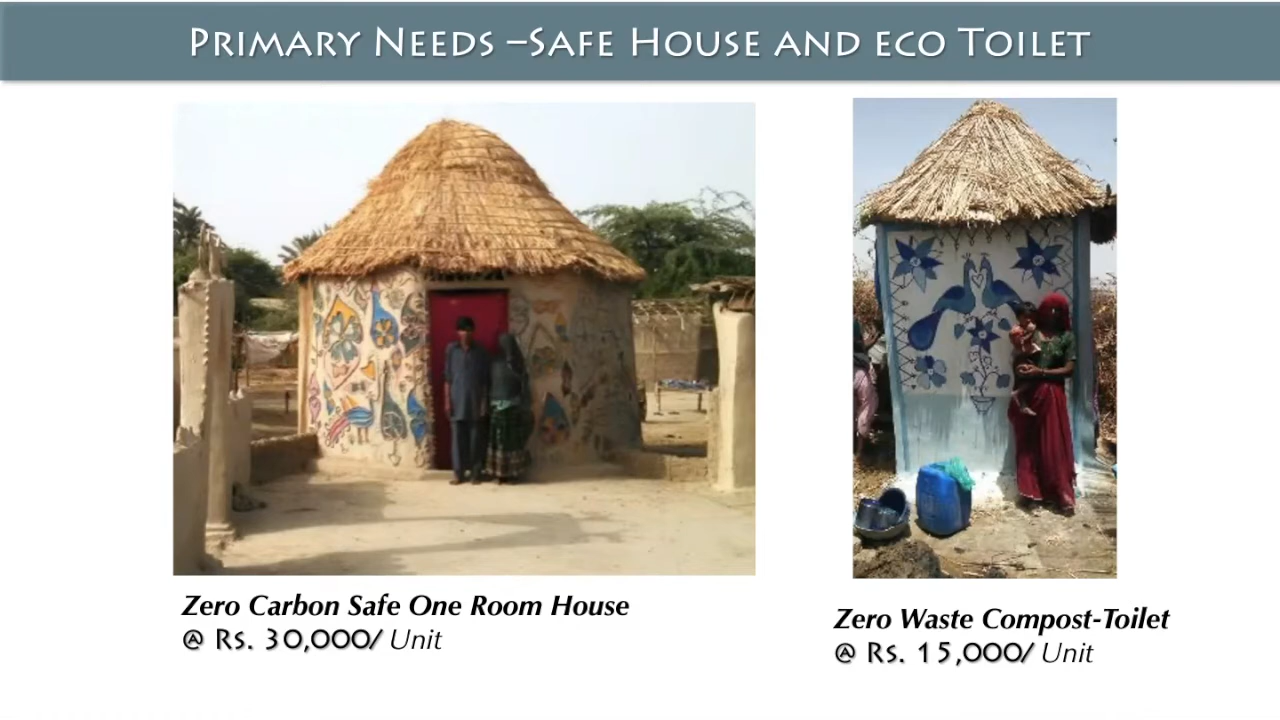 Primary Needs –Safe House and eco Toilet
Zero Carbon Safe One Room House
@ Rs. 30,000/ Unit
Zero Waste Compost-Toilet
@ Rs. 15,000/ Unit